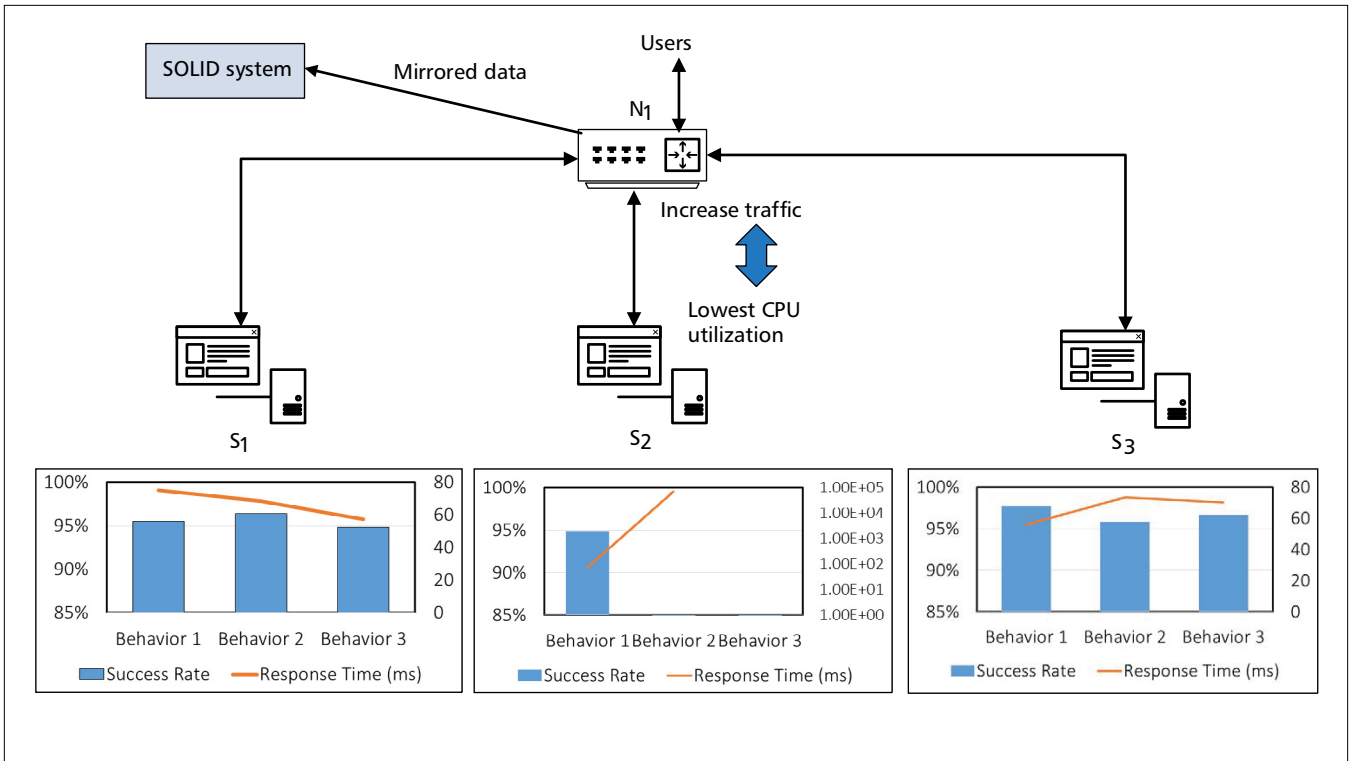 Users
SOLID system
Mirrored data
N1
Increase traffic
Lowest CPU
utilization
S1
S2
S3
100%
95%
90%
85%
80
60
40
20
0
Behavior 1 Behavior 2 Behavior 3
Success Rate Response Time (ms)
100%
95%
90%
85%
1.00E+05
1.00E+04
1.00E+03
1.00E+02
1.00E+01
1.00E+00
Behavior 1 Behavior 2 Behavior 3
Success Rate Response Time (ms)
100%
95%
90%
85%
80
60
40
20
0
Behavior 1 Behavior 2 Behavior 3
Success Rate Response Time (ms)